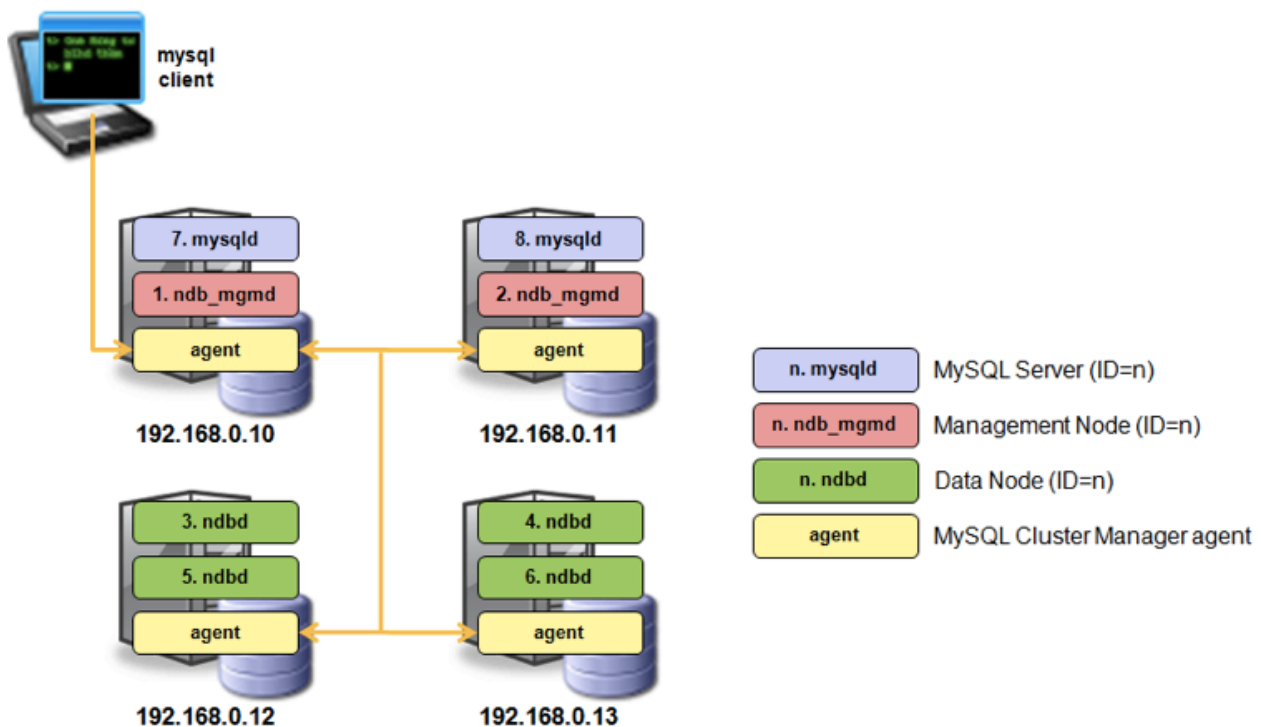 mysql
client
7. mysqld
8. mysqld
1. ndb_mgmd
2. ndb_mgmd
agent
agent
192.168.0.10
192.168.0.11
3. ndbd
4. ndbd
5. ndbd
6. ndbd
agent
agent
192.168.0.12
192.168.0.13
n. mysqld
MySQL Server (ID=n)
n. ndb_mgmd
Management Node (ID=n)
n. ndbd
Data Node (ID=n)
agent
MySQL Cluster Manager agent